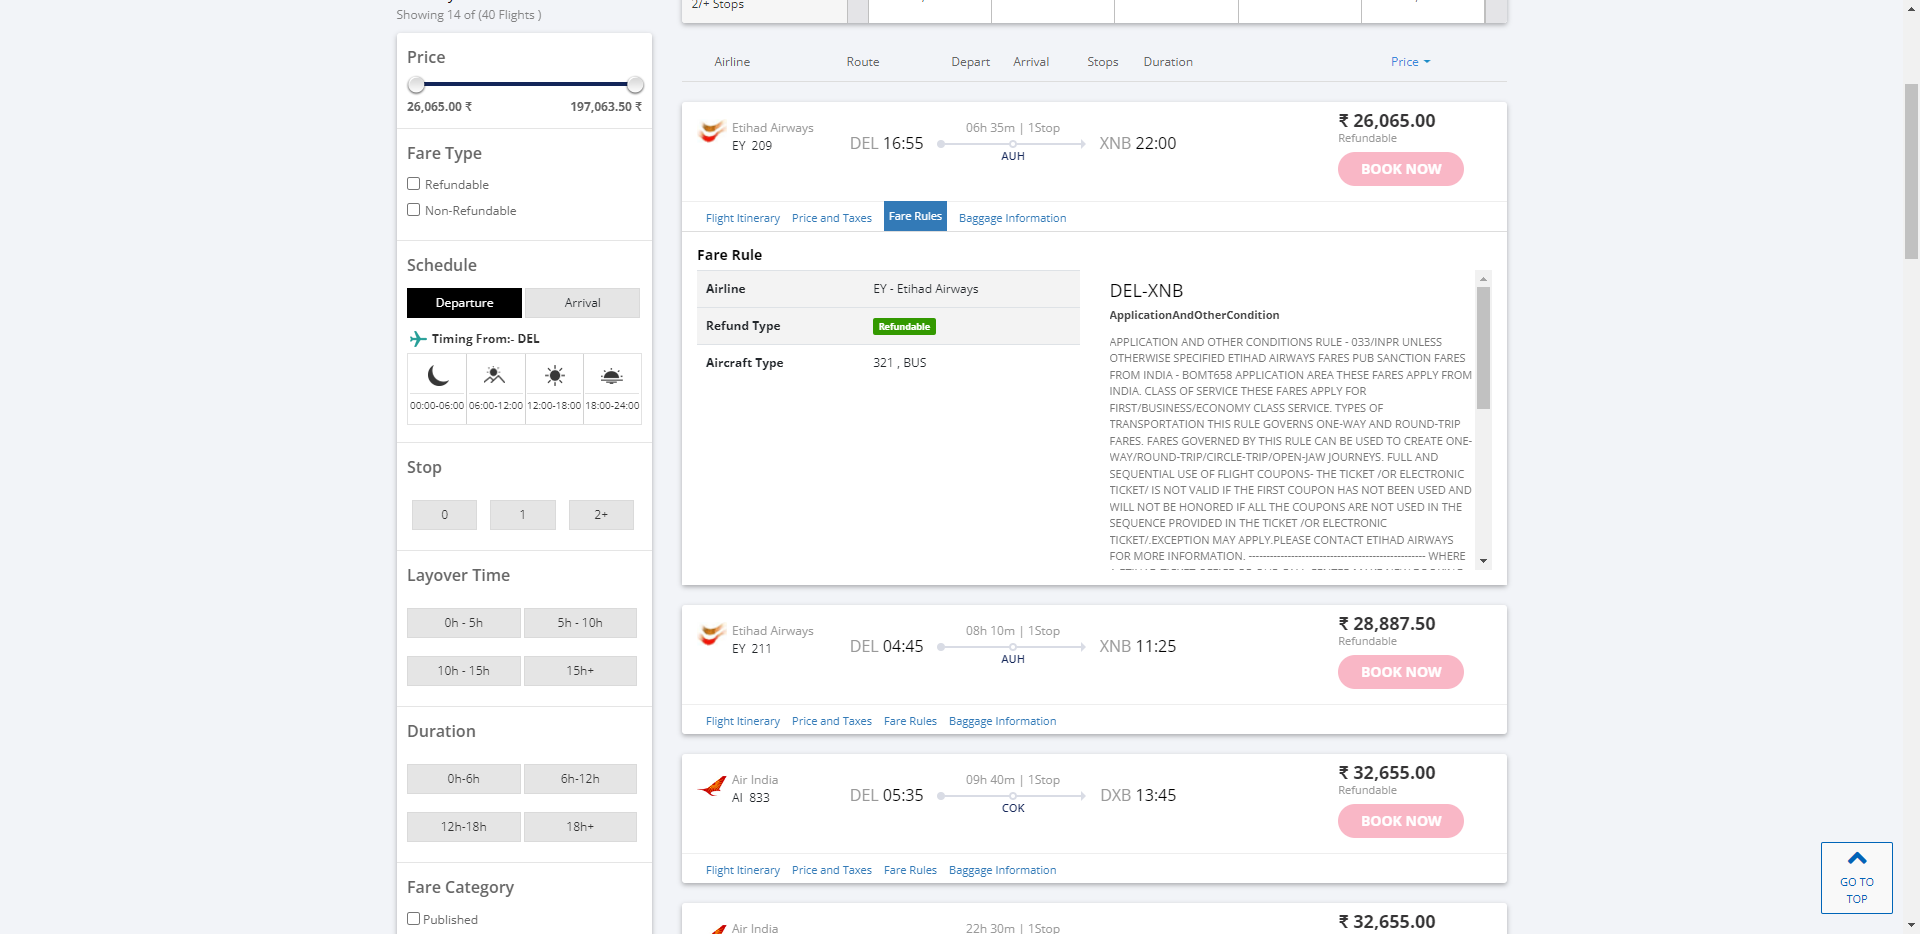 Showing 14 of (40 Flights )
Price
26,065.00 ₹ 197,063.50 ₹
Fare Type
Refundable
Non-Refundable
Schedule
Departure Arrival
Timing From:- DEL
00:00-06:00 06:00-12:00 12:00-18:00 18:00-24:00
Stop
0 1 2+
Layover Time
0h - 5h 5h - 10h
10h - 15h 15h+
Duration
0h-6h 6h-12h
12h-18h 18h+
Fare Category
Published
2/+ Stops
Airline Route Depart Arrival Stops Duration Price
Etihad Airways
EY 209
DEL 16:55
06h 35m | 1Stop
AUH
XNB 22:00
₹ 26,065.00
Refundable
BOOK NOW
Flight Itinerary Price and Taxes Fare Rules Baggage Information
Fare Rule
Airline EY - Etihad Airways
Refund Type Refundable
Aircraft Type 321 , BUS
DEL-XNB
ApplicationAndOtherCondition
APPLICATION AND OTHER CONDITIONS RULE - 033/INPR UNLESS
OTHERWISE SPECIFIED ETIHAD AIRWAYS FARES PUB SANCTION FARES
FROM INDIA - BOMT658 APPLICATION AREA THESE FARES APPLY FROM
INDIA. CLASS OF SERVICE THESE FARES APPLY FOR
FIRST/BUSINESS/ECONOMY CLASS SERVICE. TYPES OF
TRANSPORTATION THIS RULE GOVERNS ONE-WAY AND ROUND-TRIP
FARES. FARES GOVERNED BY THIS RULE CAN BE USED TO CREATE ONE-
WAY/ROUND-TRIP/CIRCLE-TRIP/OPEN-JAW JOURNEYS. FULL AND
SEQUENTIAL USE OF FLIGHT COUPONS- THE TICKET /OR ELECTRONIC
TICKET/ IS NOT VALID IF THE FIRST COUPON HAS NOT BEEN USED AND
WILL NOT BE HONORED IF ALL THE COUPONS ARE NOT USED IN THE
SEQUENCE PROVIDED IN THE TICKET /OR ELECTRONIC
TICKET/.EXCEPTION MAY APPLY.PLEASE CONTACT ETIHAD AIRWAYS
FOR MORE INFORMATION. -------------------------------------------------- WHERE
Etihad Airways
EY 211
DEL 04:45
08h 10m | 1Stop
AUH
XNB 11:25
₹ 28,887.50
Refundable
BOOK NOW
Flight Itinerary Price and Taxes Fare Rules Baggage Information
Air India
AI 833
DEL 05:35
09h 40m | 1Stop
COK
DXB 13:45
₹ 32,655.00
Refundable
BOOK NOW
Flight Itinerary Price and Taxes Fare Rules Baggage Information
Air India
22h 30m | 1Stop
₹ 32,655.00
GO TO
TOP